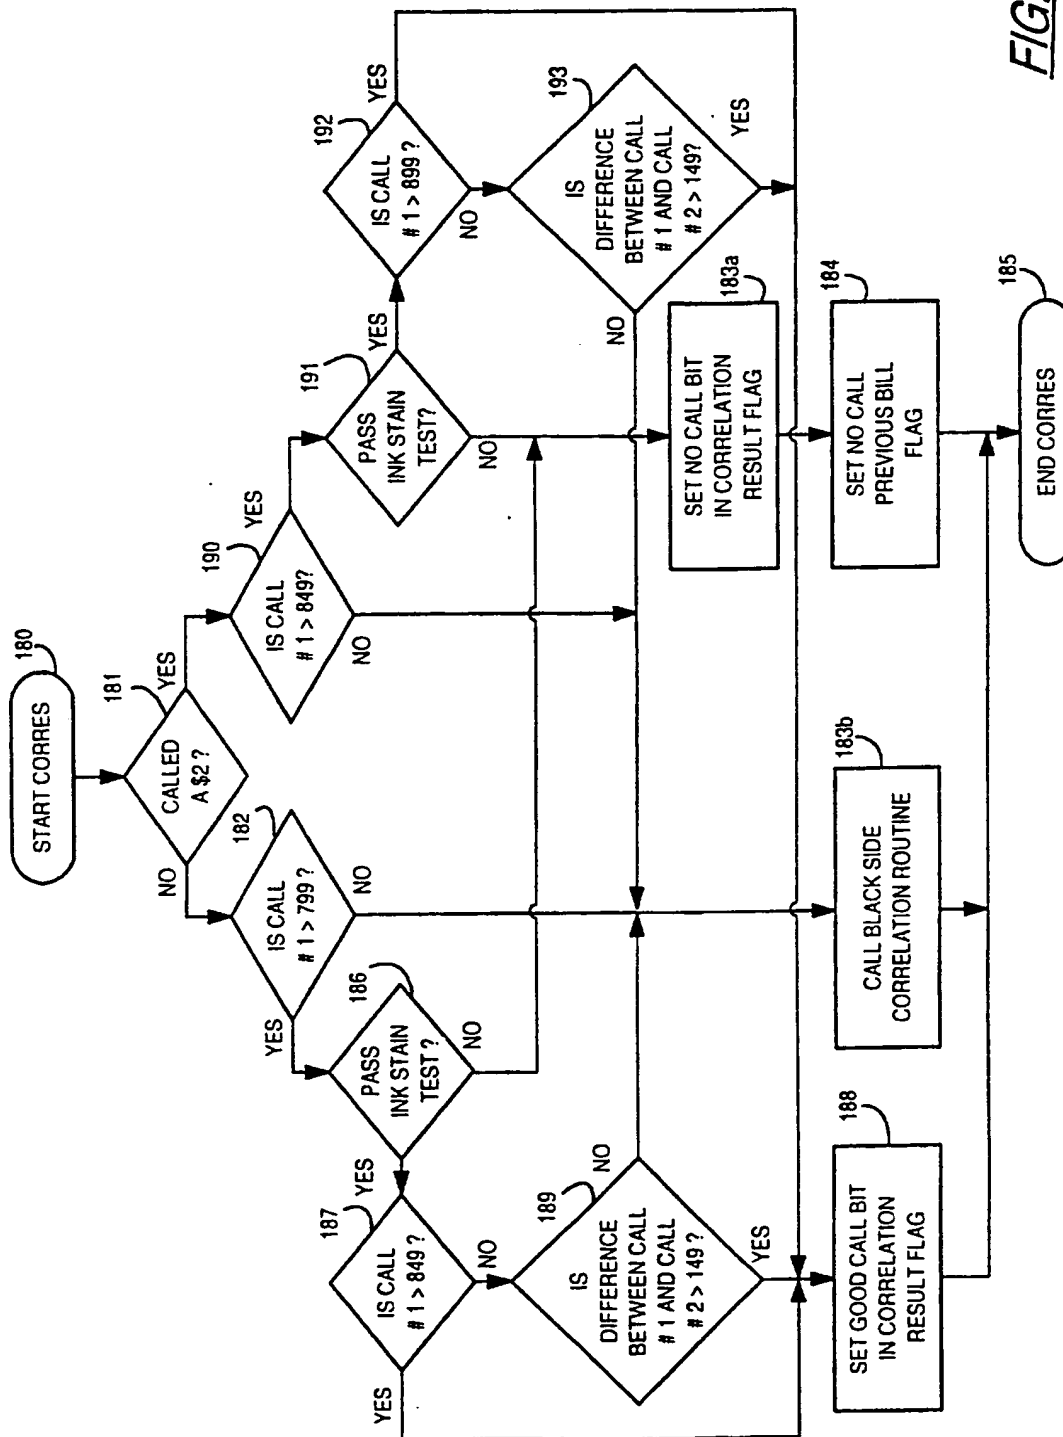 START CORRES
180
CALLED
A $2 ?
181
NO
YES
IS CALL
# 1 > 799 ?
182
YES
NO
IS CALL
# 1 > 849?
190
YES
NO
PASS
INK STAIN
TEST ?
186
YES
NO
PASS
INK STAIN
TEST?
191
YES
NO
IS CALL
# 1 > 849 ?
187
YES
NO
IS CALL
# 1 > 899 ?
192
YES
NO
IS
DIFFERENCE
BETWEEN CALL
# 1 AND CALL
# 2 > 149 ?
189
NO
YES
IS
DIFFERENCE
BETWEEN CALL
# 1 AND CALL
# 2 > 149?
193
NO
YES
SET GOOD CALL BIT
IN CORRELATION
RESULT FLAG
188
CALL BLACK SIDE
CORRELATION ROUTINE
183b
SET NO CALL BIT
IN CORRELATION
RESULT FLAG
183a
SET NO CALL
PREVIOUS BILL
FLAG
184
END CORRES
185
FIG.